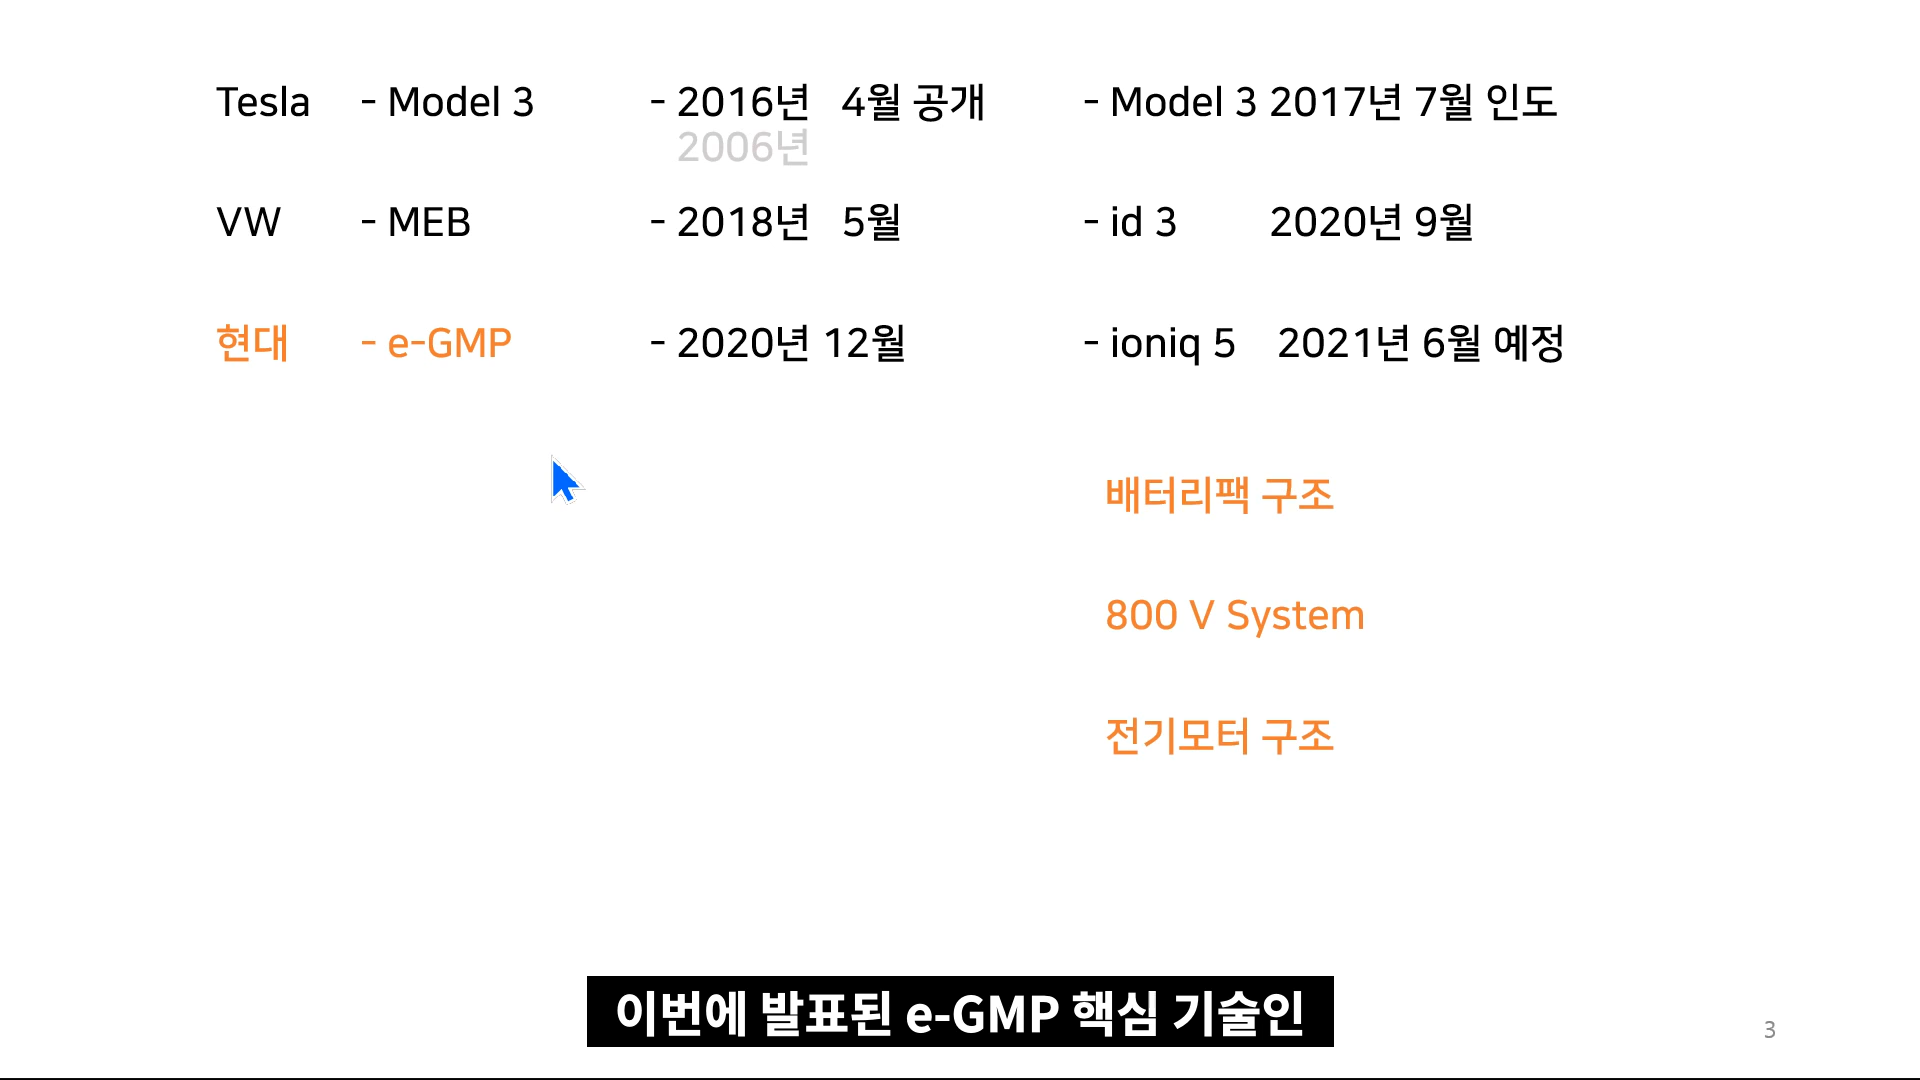 Tesla - Model 3 - 2016년 4월 공개 - Model 3 2017년 7월 인도
2006년
VW - MEB - 2018년 5월 - id 3 2020년 9월
현대 - e-GMP - 2020년 12월 - ioniq 5 2021년 6월 예정
배터리팩 구조
800 V System
전기모터 구조
이번에 발표된 e-GMP 핵심 기술인
3